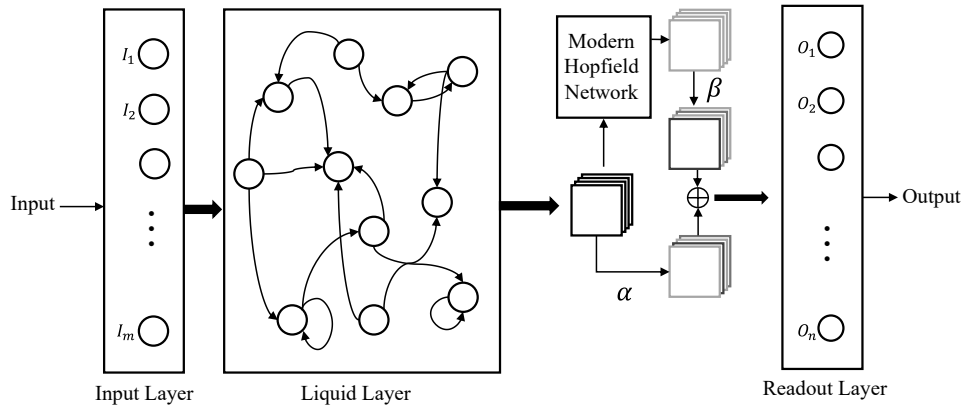 Input
I₁
I₂
Iₘ
Input Layer
Liquid Layer
Modern
Hopfield
Network
β
α
O₁
O₂
Oₙ
Readout Layer
Output